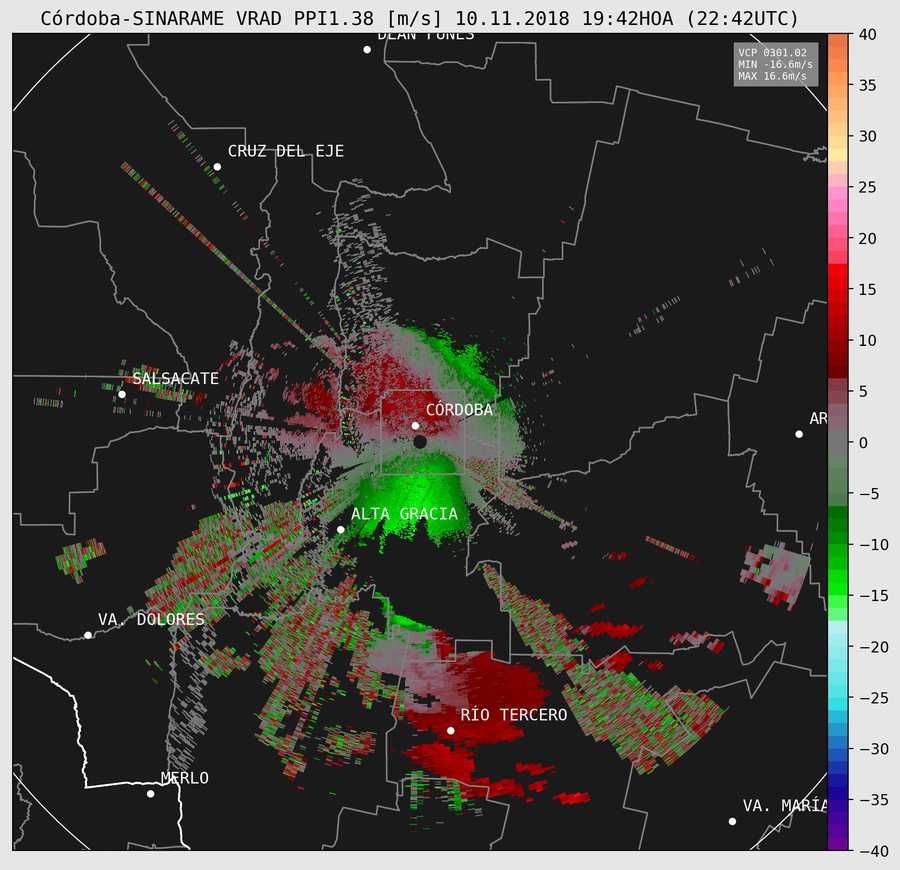 Córdoba-SINARAME VRAD PPI1.38 [m/s] 10.11.2018 19:42HOA (22:42UTC)
DEÁN FUNES
VCP 0301.02
MIN -16.6m/s
MAX 16.6m/s
CRUZ DEL EJE
SALSACATE
CÓRDOBA
AR
ALTA GRACIA
VA. DOLORES
RÍO TERCERO
MERLO
VA. MARÍA
40
35
30
25
20
15
10
5
0
−5
−10
−15
−20
−25
−30
−35
−40